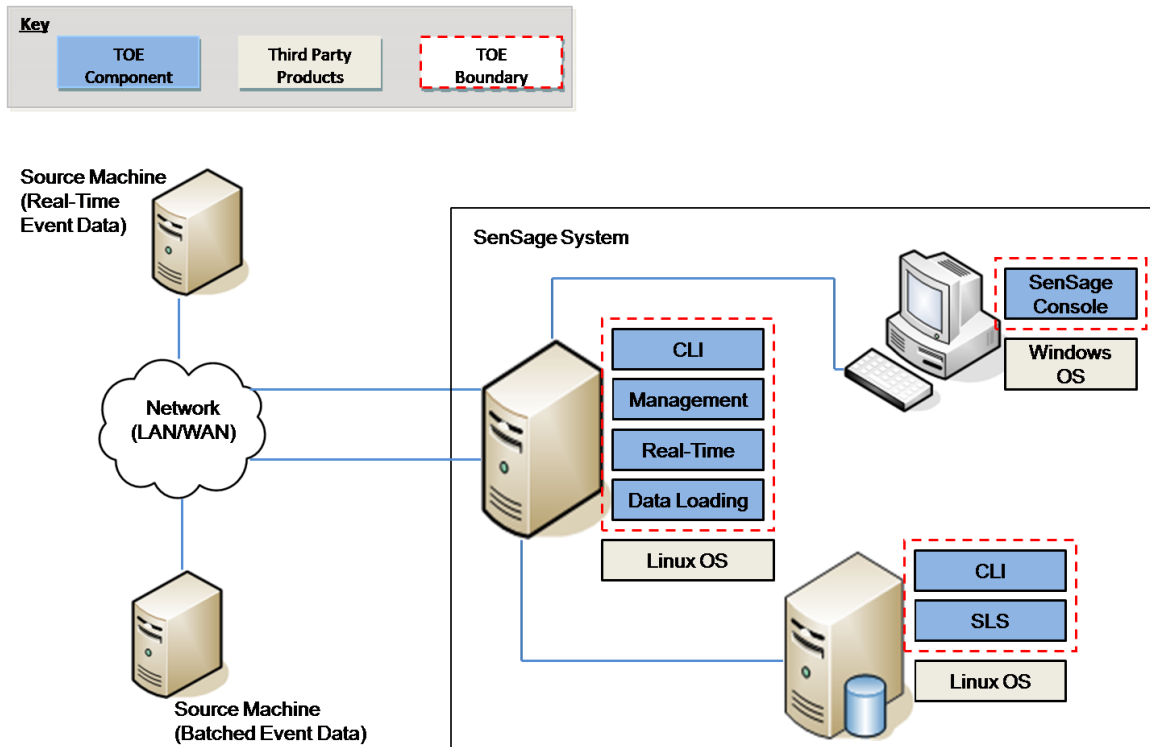 Key
TOE
Component
Third Party
Products
TOE
Boundary
Source Machine
(Real-Time
Event Data)
SenSage System
SenSage
Console
Windows
OS
CLI
Management
Real-Time
Data Loading
Linux OS
Network
(LAN/WAN)
CLI
SLS
Linux OS
Source Machine
(Batched Event Data)